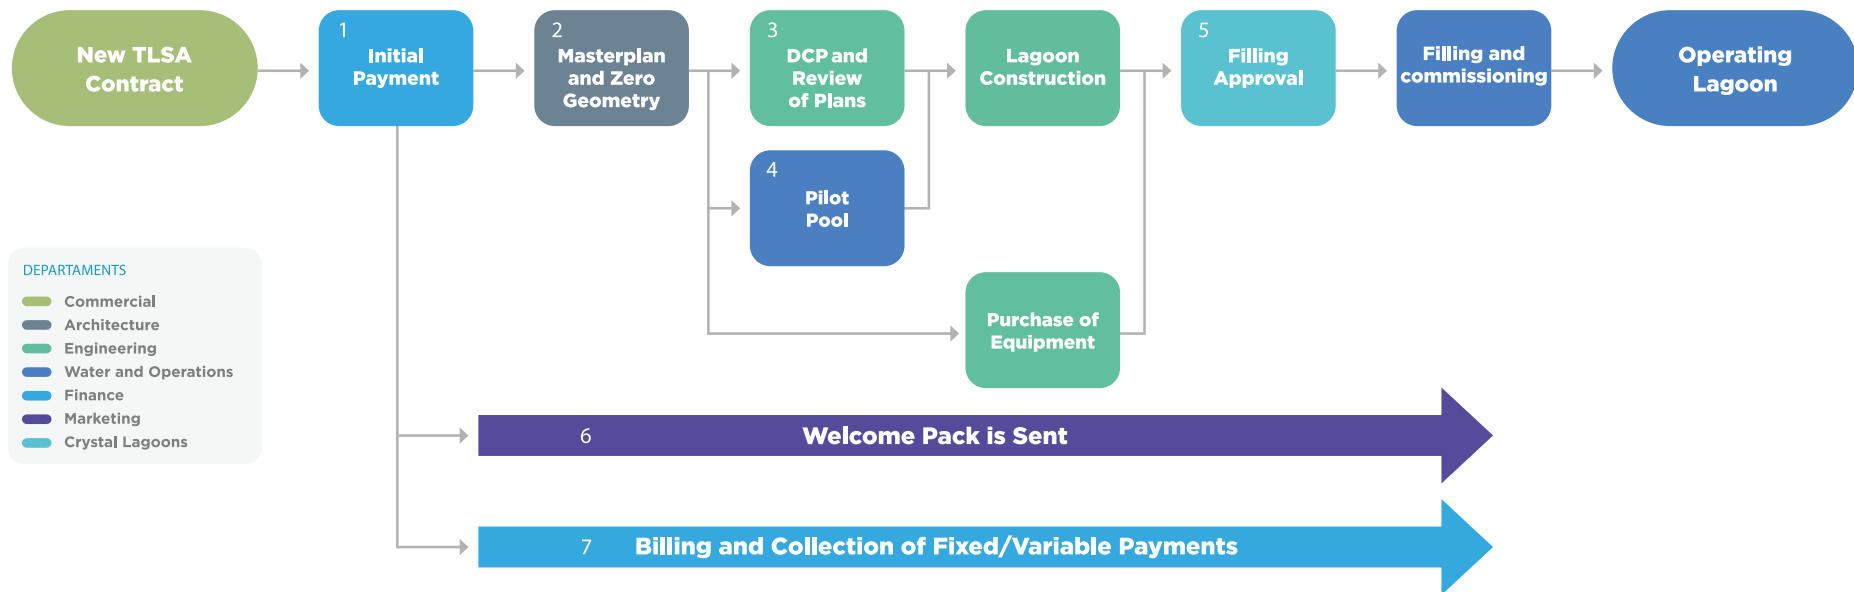 New TLSA
Contract
1
Initial
Payment
2
Masterplan
and Zero
Geometry
3
DCP and
Review
of Plans
Lagoon
Construction
5
Filling
Approval
Filling and
commissioning
Operating
Lagoon
4
Pilot
Pool
Purchase of
Equipment
DEPARTAMENTS
Commercial
Architecture
Engineering
Water and Operations
Finance
Marketing
Crystal Lagoons
6 Welcome Pack is Sent
7 Billing and Collection of Fixed/Variable Payments